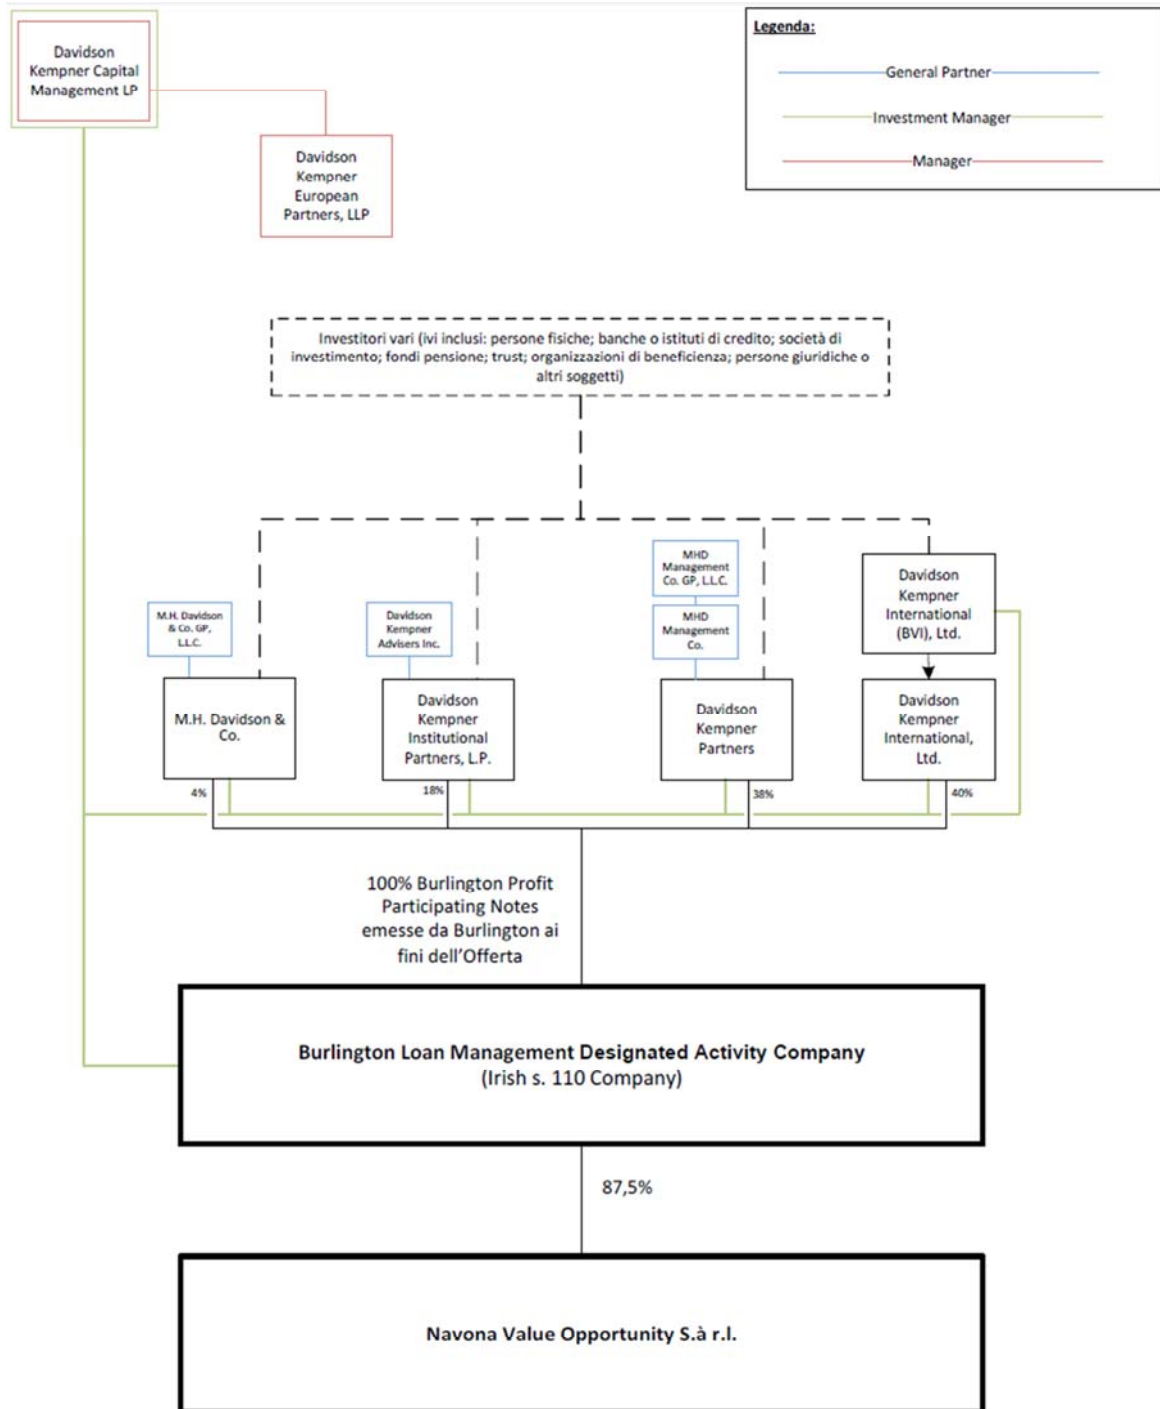 Davidson
Kempner Capital
Management LP
Legenda:
General Partner
Investment Manager
Manager
Davidson
Kempner
European
Partners, LLP
Investitori vari (ivi inclusi: persone fisiche; banche o istituti di credito; società di
investimento; fondi pensione; trust; organizzazioni di beneficienza; persone giuridiche o
altri soggetti)
M.H. Davidson
& Co. GP,
L.L.C.
Davidson
Kempner
Advisers Inc.
MHD
Management
Co. GP, L.L.C.
MHD
Management
Co.
Davidson
Kempner
International
(BVI), Ltd.
M.H. Davidson &
Co.
Davidson
Kempner
Institutional
Partners, L.P.
Davidson
Kempner
Partners
Davidson
Kempner
International,
Ltd.
4%
18%
38%
40%
100% Burlington Profit
Participating Notes
emesse da Burlington ai
fini dell'Offerta
Burlington Loan Management Designated Activity Company
(Irish s. 110 Company)
87,5%
Navona Value Opportunity S.à r.l.